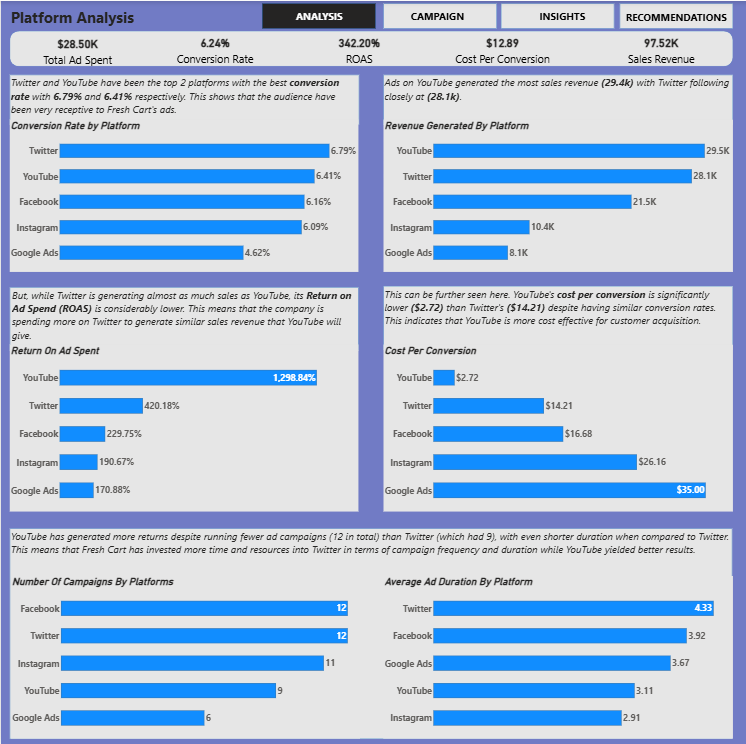 Platform Analysis
ANALYSIS
CAMPAIGN
INSIGHTS
RECOMMENDATIONS
$28.50K
Total Ad Spent
6.24%
Conversion Rate
342.20%
ROAS
$12.89
Cost Per Conversion
97.52K
Sales Revenue
Twitter and YouTube have been the top 2 platforms with the best conversion
rate with 6.79% and 6.41% respectively. This shows that the audience have
been very receptive to Fresh Cart's ads.
Conversion Rate by Platform
Twitter 6.79%
YouTube 6.41%
Facebook 6.16%
Instagram 6.09%
Google Ads 4.62%
Ads on YouTube generated the most sales revenue (29.4k) with Twitter following
closely at (28.1k).
Revenue Generated By Platform
YouTube 29.5K
Twitter 28.1K
Facebook 21.5K
Instagram 10.4K
Google Ads 8.1K
But, while Twitter is generating almost as much sales as YouTube, its Return on
Ad Spend (ROAS) is considerably lower. This means that the company is
spending more on Twitter to generate similar sales revenue that YouTube will
give.
Return On Ad Spent
YouTube 1,298.84%
Twitter 420.18%
Facebook 229.75%
Instagram 190.67%
Google Ads 170.88%
This can be further seen here. YouTube's cost per conversion is significantly
lower ($2.72) than Twitter's ($14.21) despite having similar conversion rates.
This indicates that YouTube is more cost effective for customer acquisition.
Cost Per Conversion
YouTube $2.72
Twitter $14.21
Facebook $16.68
Instagram $26.16
Google Ads $35.00
YouTube has generated more returns despite running fewer ad campaigns (12 in total) than Twitter (which had 9), with even shorter duration when compared to Twitter.
This means that Fresh Cart has invested more time and resources into Twitter in terms of campaign frequency and duration while YouTube yielded better results.
Number Of Campaigns By Platforms
Facebook 12
Twitter 12
Instagram 11
YouTube 9
Google Ads 6
Average Ad Duration By Platform
Twitter 4.33
Facebook 3.92
Google Ads 3.67
YouTube 3.11
Instagram 2.91